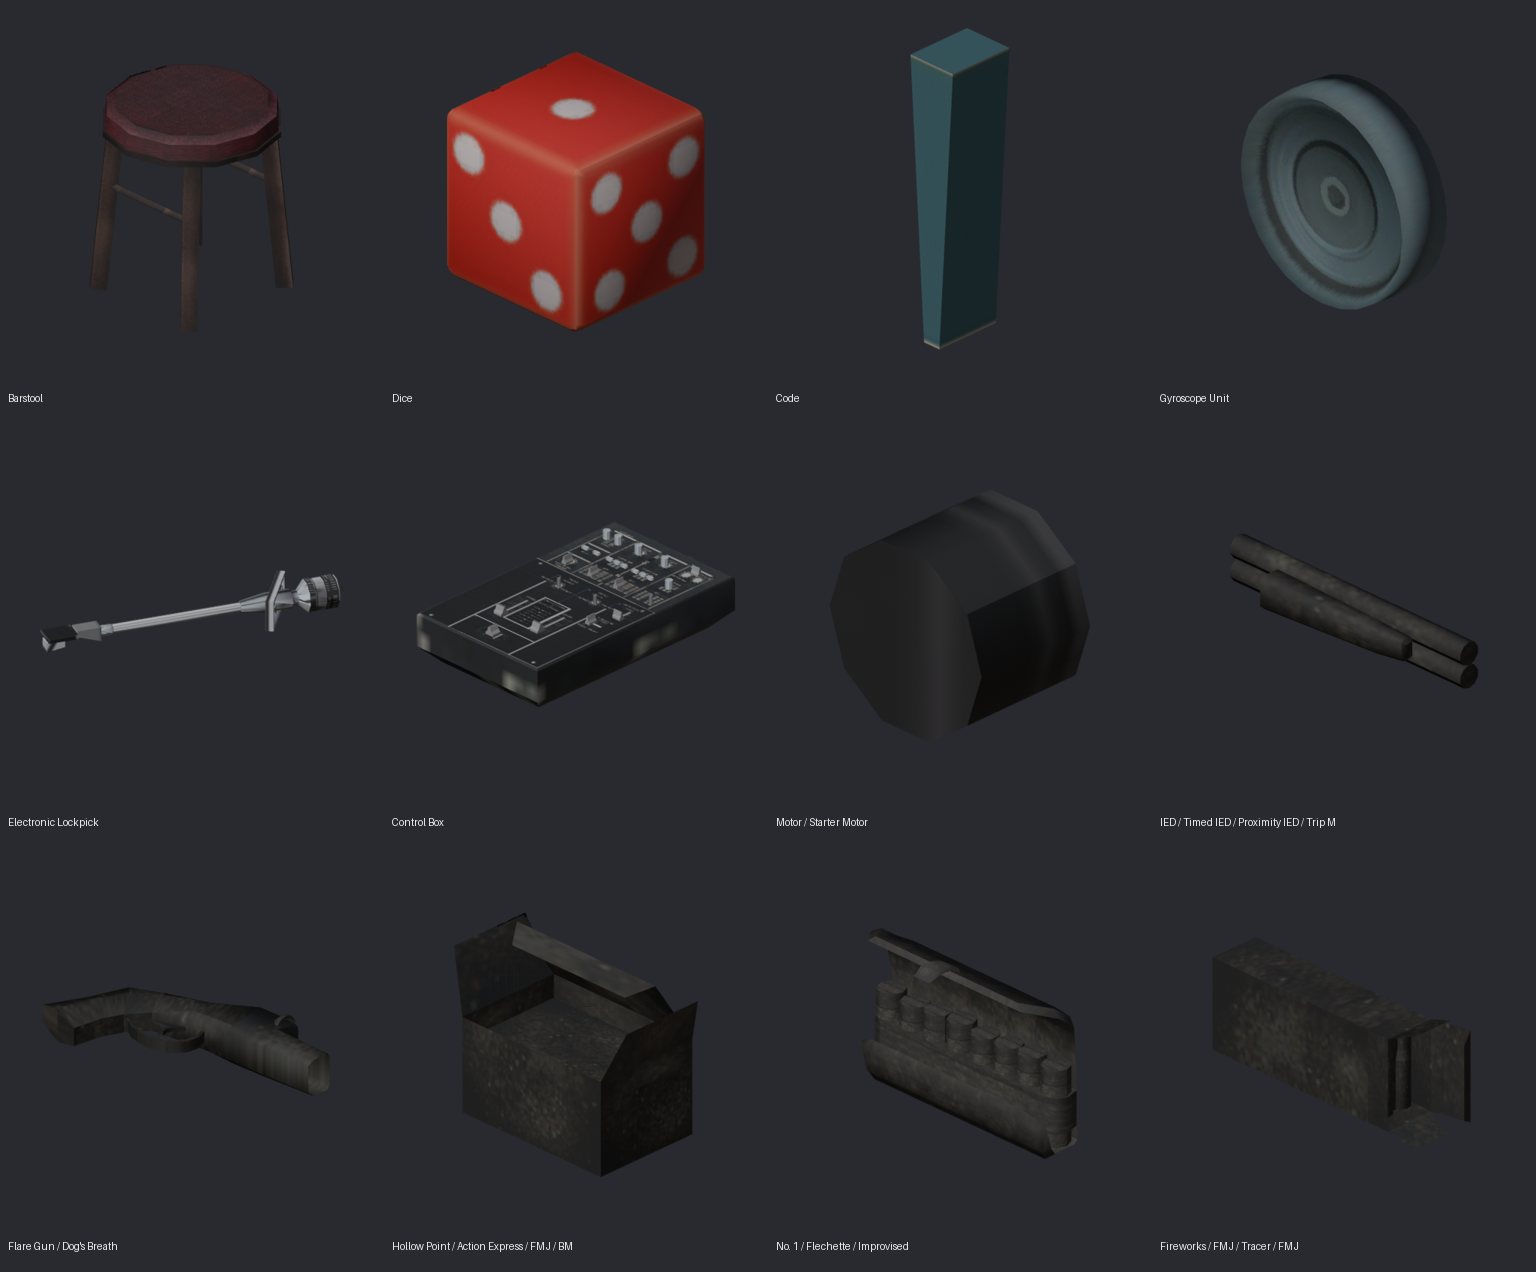 Barstool
Dice
Code
Gyroscope Unit
Electronic Lockpick
Control Box
Motor / Starter Motor
IED / Timed IED / Proximity IED / Trip M
Flare Gun / Dog's Breath
Hollow Point / Action Express / FMJ / BM
No. 1 / Flechette / Improvised
Fireworks / FMJ / Tracer / FMJ